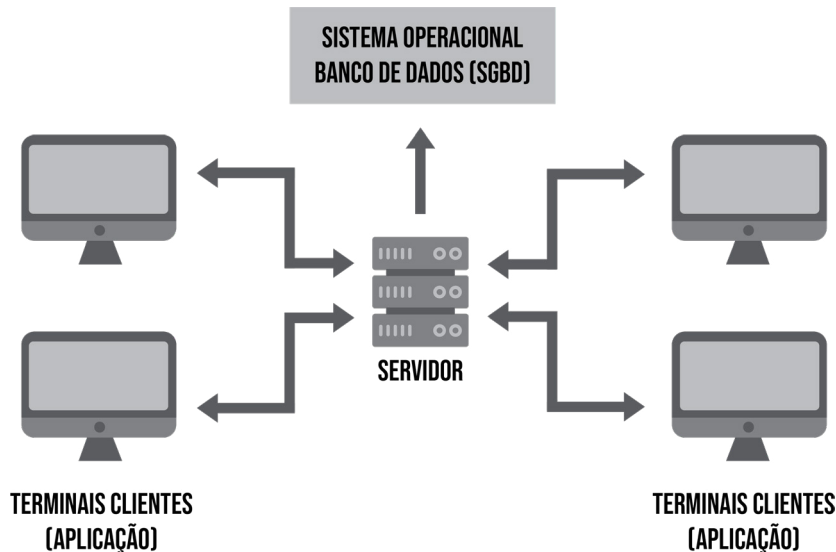 SISTEMA OPERACIONAL
BANCO DE DADOS (SGBD)
SERVIDOR
TERMINAIS CLIENTES
(APLICAÇÃO)
TERMINAIS CLIENTES
(APLICAÇÃO)